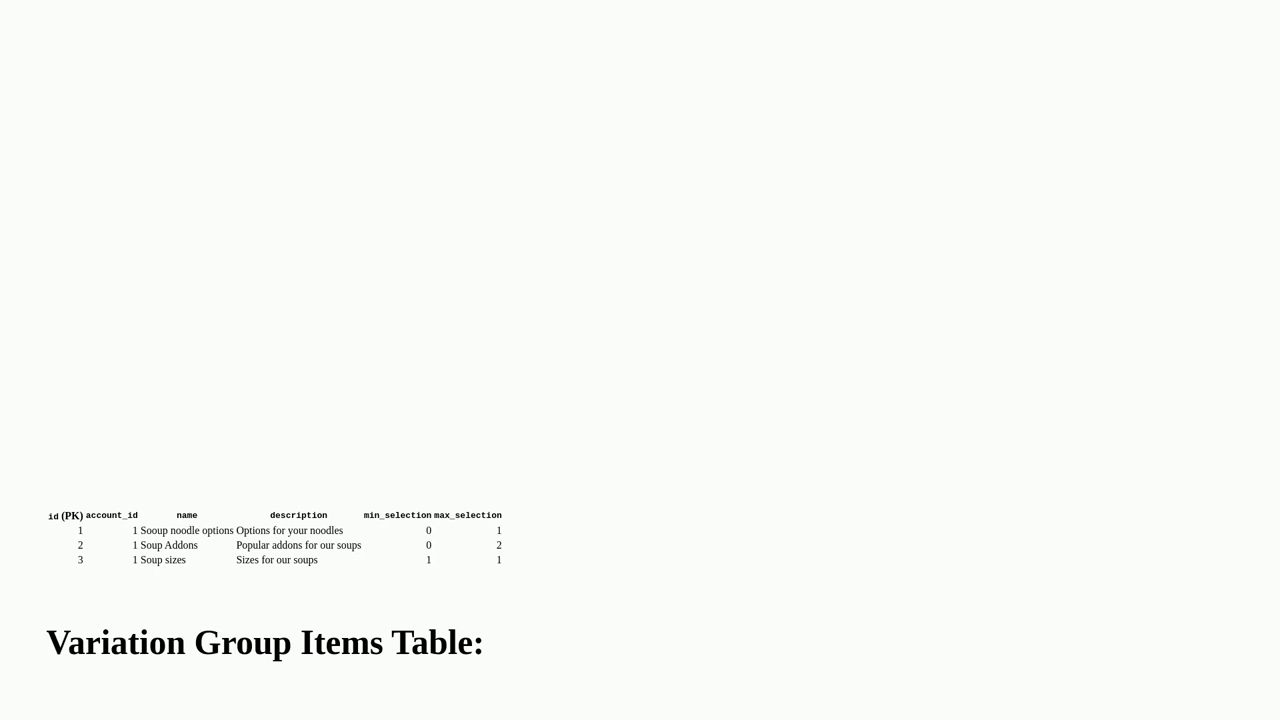 id (PK) account_id name description min_selection max_selection
1 1 Sooup noodle options Options for your noodles 0 1
2 1 Soup Addons Popular addons for our soups 0 2
3 1 Soup sizes Sizes for our soups 1 1
Variation Group Items Table: